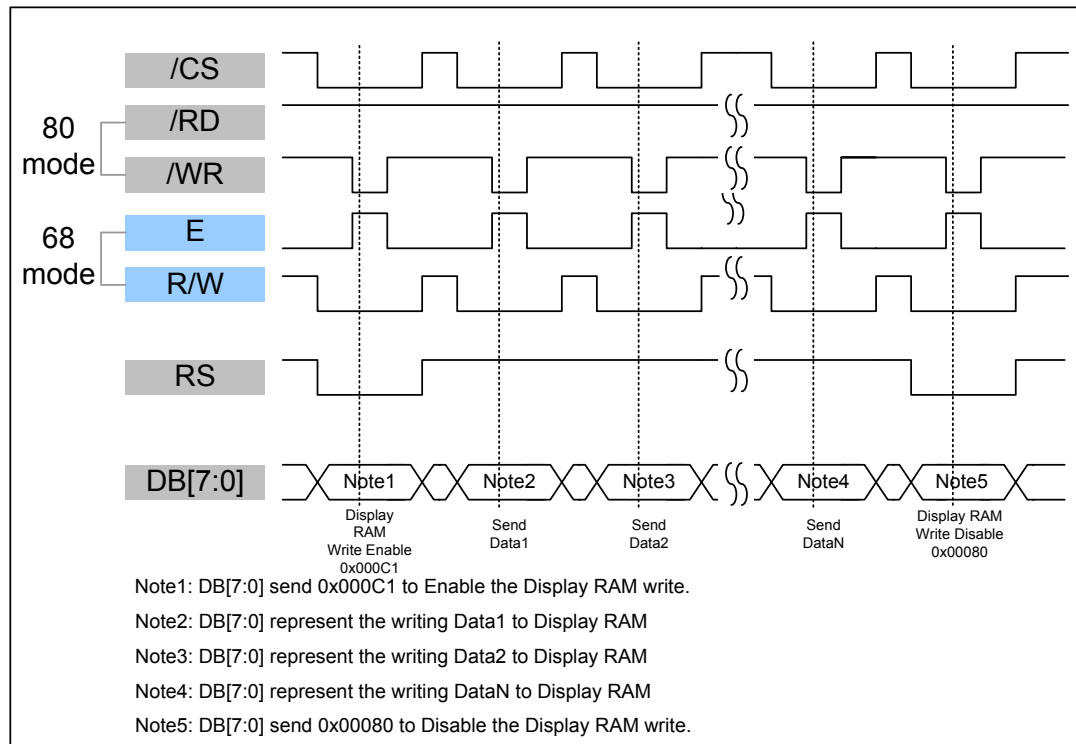 /CS
80
mode
/RD
/WR
68
mode
E
R/W
RS
DB[7:0]
Note1
Note2
Note3
Note4
Note5
Display
RAM
Write Enable
0x000C1
Send
Data1
Send
Data2
Send
DataN
Display RAM
Write Disable
0x00080
Note1: DB[7:0] send 0x000C1 to Enable the Display RAM write.
Note2: DB[7:0] represent the writing Data1 to Display RAM
Note3: DB[7:0] represent the writing Data2 to Display RAM
Note4: DB[7:0] represent the writing DataN to Display RAM
Note5: DB[7:0] send 0x00080 to Disable the Display RAM write.